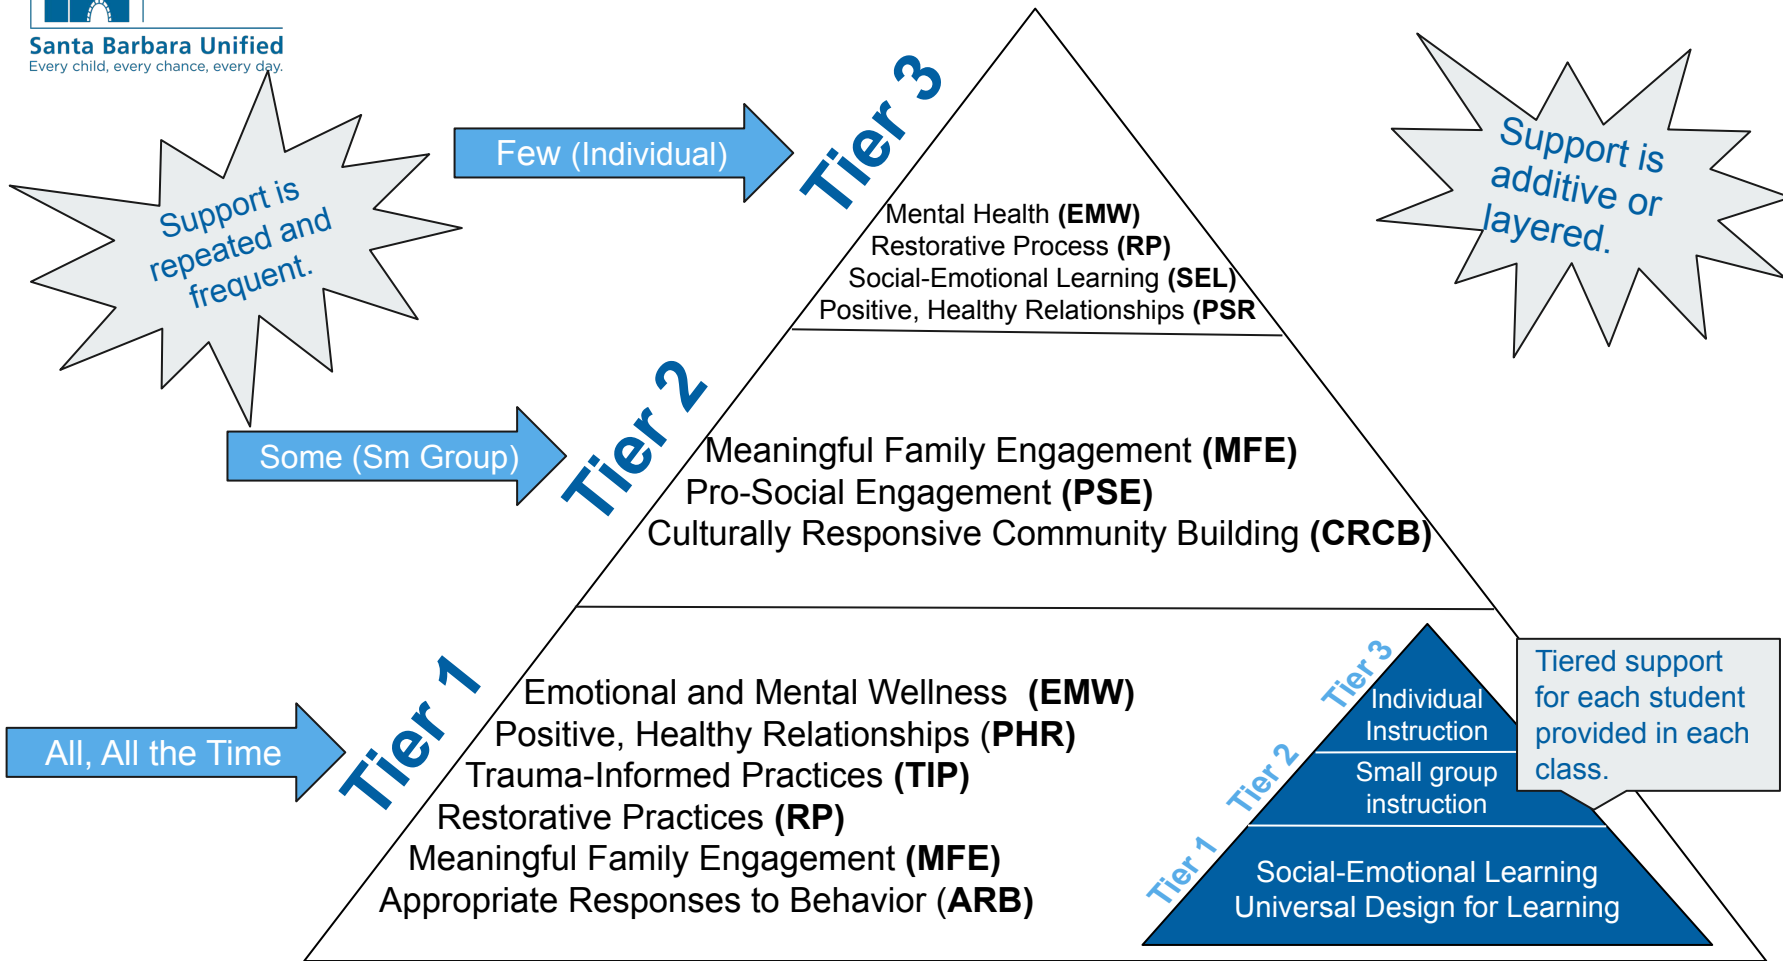 Santa Barbara Unified
Every child, every chance, every day.
Support is
repeated and
frequent.
Few (Individual)
Tier 3
Support is
additive or
layered.
Mental Health (EMW)
Restorative Process (RP)
Social-Emotional Learning (SEL)
Positive, Healthy Relationships (PSR
Some (Sm Group)
Tier 2
Meaningful Family Engagement (MFE)
Pro-Social Engagement (PSE)
Culturally Responsive Community Building (CRCB)
All, All the Time
Tier 1
Emotional and Mental Wellness (EMW)
Positive, Healthy Relationships (PHR)
Trauma-Informed Practices (TIP)
Restorative Practices (RP)
Meaningful Family Engagement (MFE)
Appropriate Responses to Behavior (ARB)
Tier 3
Individual
Instruction
Tier 2
Small group
instruction
Tier 1
Social-Emotional Learning
Universal Design for Learning
Tiered support
for each student
provided in each
class.